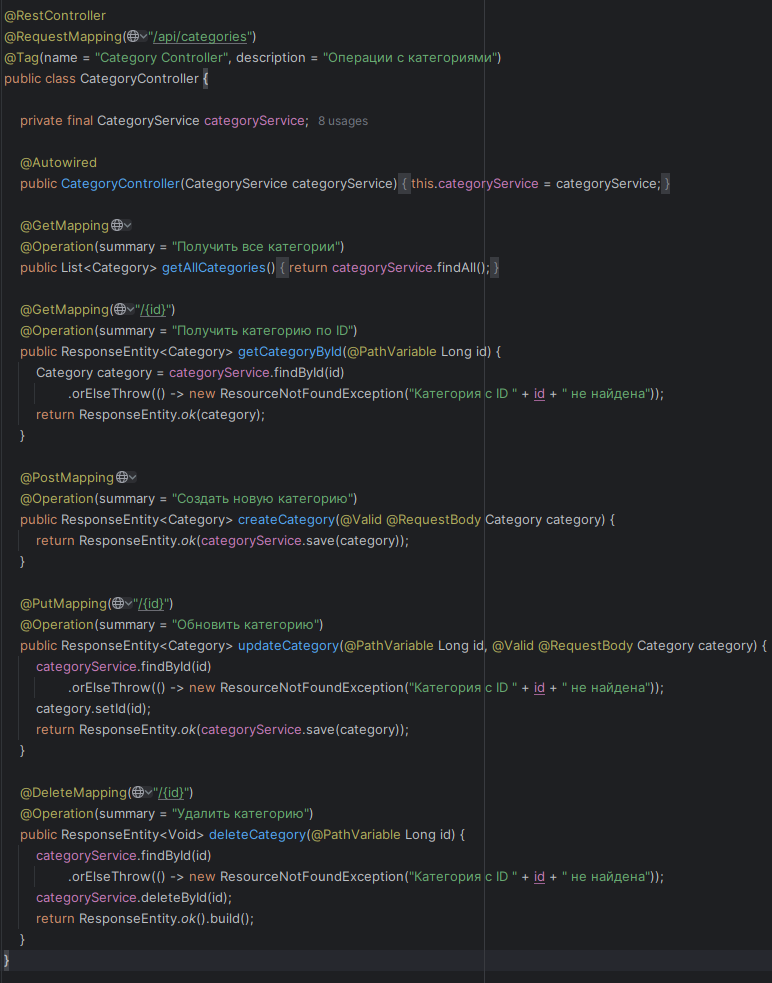 @RestController
@RequestMapping("/api/categories")
@Tag(name = "Category Controller", description = "Операции с категориями")
public class CategoryController {
private final CategoryService categoryService; 8 usages
@Autowired
public CategoryController(CategoryService categoryService) { this.categoryService = categoryService; }
@GetMapping
@Operation(summary = "Получить все категории")
public List<Category> getAllCategories() { return categoryService.findAll(); }
@GetMapping("/{id}")
@Operation(summary = "Получить категорию по ID")
public ResponseEntity<Category> getCategoryById(@PathVariable Long id) {
Category category = categoryService.findById(id)
.orElseThrow(() -> new ResourceNotFoundException("Категория с ID " + id + " не найдена"));
return ResponseEntity.ok(category);
}
@PostMapping
@Operation(summary = "Создать новую категорию")
public ResponseEntity<Category> createCategory(@Valid @RequestBody Category category) {
return ResponseEntity.ok(categoryService.save(category));
}
@PutMapping("/{id}")
@Operation(summary = "Обновить категорию")
public ResponseEntity<Category> updateCategory(@PathVariable Long id, @Valid @RequestBody Category category) {
categoryService.findById(id)
.orElseThrow(() -> new ResourceNotFoundException("Категория с ID " + id + " не найдена"));
category.setId(id);
return ResponseEntity.ok(categoryService.save(category));
}
@DeleteMapping("/{id}")
@Operation(summary = "Удалить категорию")
public ResponseEntity<Void> deleteCategory(@PathVariable Long id) {
categoryService.findById(id)
.orElseThrow(() -> new ResourceNotFoundException("Категория с ID " + id + " не найдена"));
categoryService.deleteById(id);
return ResponseEntity.ok().build();
}
}